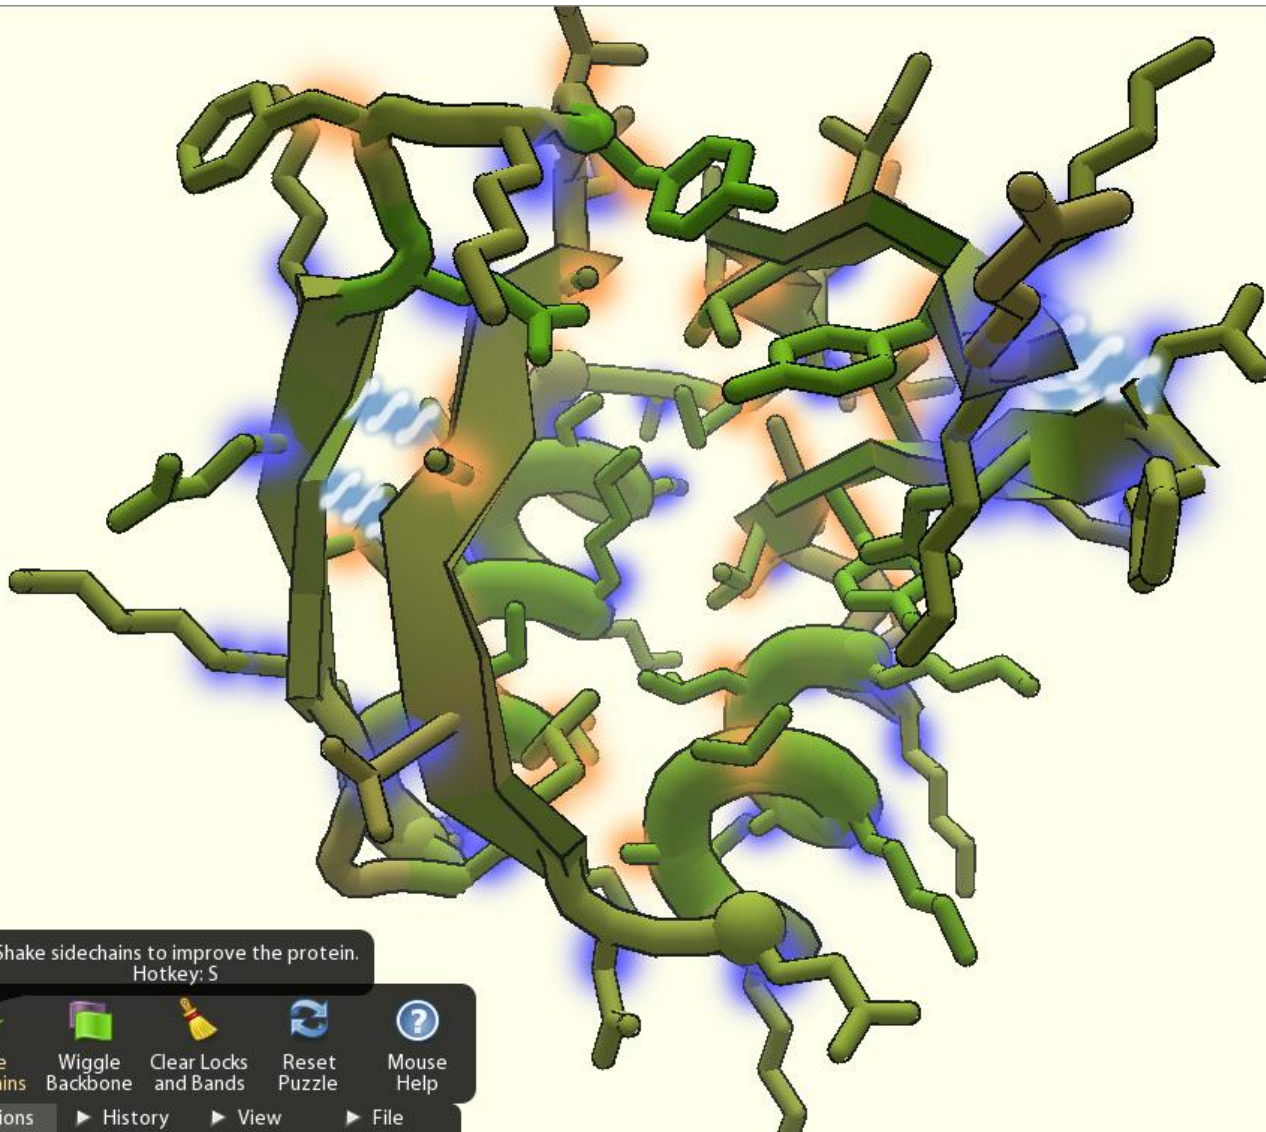 Shake sidechains to improve the protein.
Hotkey: S
Wiggle Backbone
Clear Locks and Bands
Reset Puzzle
Mouse Help
History
View
File